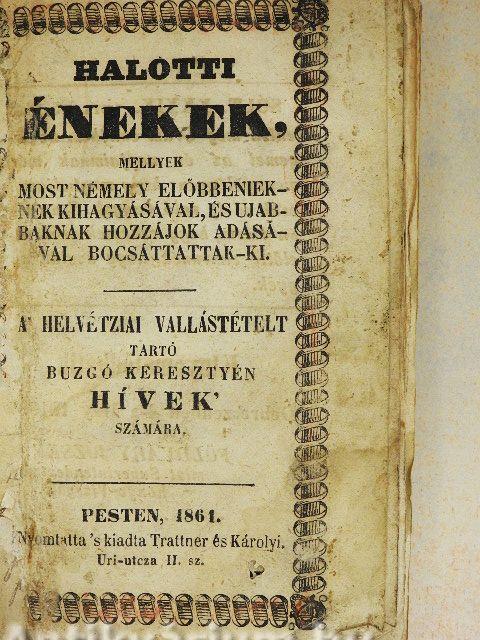 HALOTTI
ÉNEKEK,
MELLYEK
MOST NÉMELY ELŐBBENIEK-
NEK KIHAGYÁSÁVAL, ÉS UJAB-
BAKNAK HOZZÁJOK ADÁSÁ-
VAL BOCSÁTTATTAK-KI.
A' HELVÉTZIAI VALLÁSTÉTELT
TARTÓ
BUZGÓ KERESZTYÉN
HÍVEK'
SZÁMÁRA.
PESTEN, 1861.
Nyomtatta 's kiadta Trattner és Károlyi.
Uri-utcza II. sz.